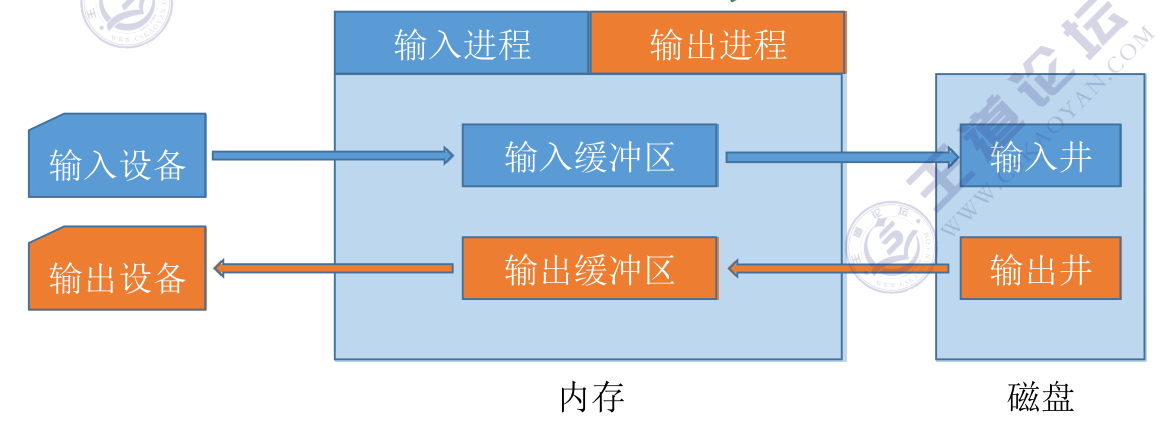 输入进程
输出进程
输入设备
输入缓冲区
输入井
输出设备
输出缓冲区
输出井
内存
磁盘
王道论坛
WWW.CSKAOYAN.COM